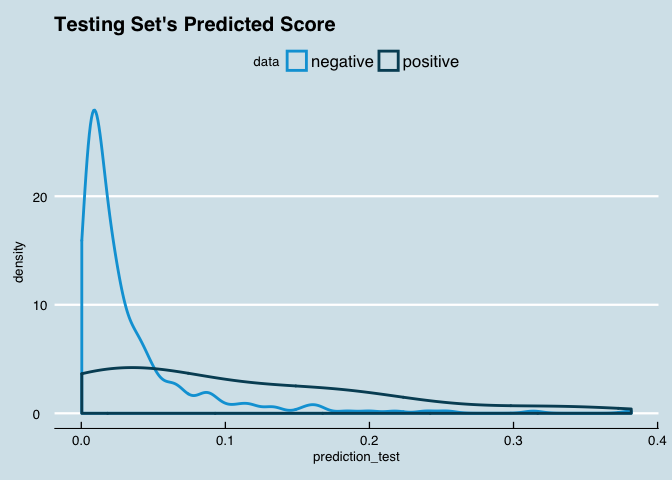 Testing Set's Predicted Score
data negative positive
density
20
10
0
0.0 0.1 0.2 0.3 0.4
prediction_test